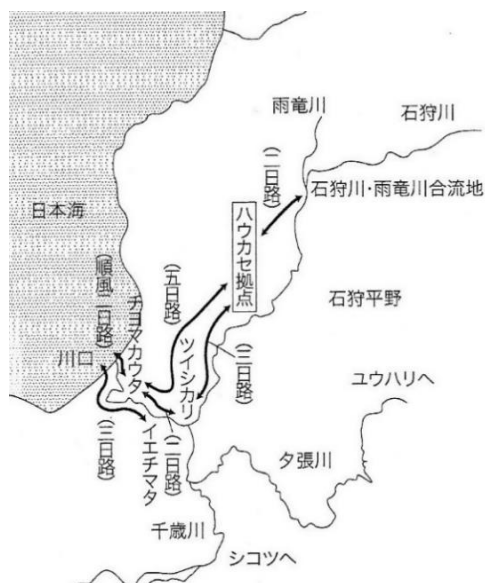 雨竜川
石狩川
(二日路)
石狩川・雨竜川合流地
日本海
ハウカセ拠点
石狩平野
(五日路)
(順風二日路)
チヨマカウタ
ツイシカリ
(三日路)
川口
ユウハリへ
イエチマタ
(二日路)
(三日路)
夕張川
千歳川
シコツへ